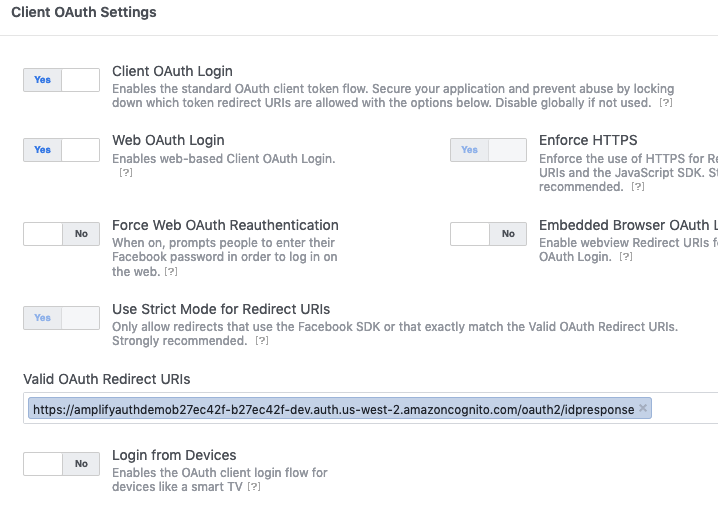 Client OAuth Settings
Yes
Client OAuth Login
Enables the standard OAuth client token flow. Secure your application and prevent abuse by locking
down which token redirect URIs are allowed with the options below. Disable globally if not used. [?]
Yes
Web OAuth Login
Enables web-based Client OAuth Login.
[?]
Yes
Enforce HTTPS
Enforce the use of HTTPS for Re
URIs and the JavaScript SDK. St
recommended. [?]
No
Force Web OAuth Reauthentication
When on, prompts people to enter their
Facebook password in order to log in on
the web. [?]
No
Embedded Browser OAuth L
Enable webview Redirect URIs f
OAuth Login. [?]
Yes
Use Strict Mode for Redirect URIs
Only allow redirects that use the Facebook SDK or that exactly match the Valid OAuth Redirect URIs.
Strongly recommended. [?]
Valid OAuth Redirect URIs
https://amplifyauthdemob27ec42f-b27ec42f-dev.auth.us-west-2.amazoncognito.com/oauth2/idpresponse ×
No
Login from Devices
Enables the OAuth client login flow for
devices like a smart TV [?]